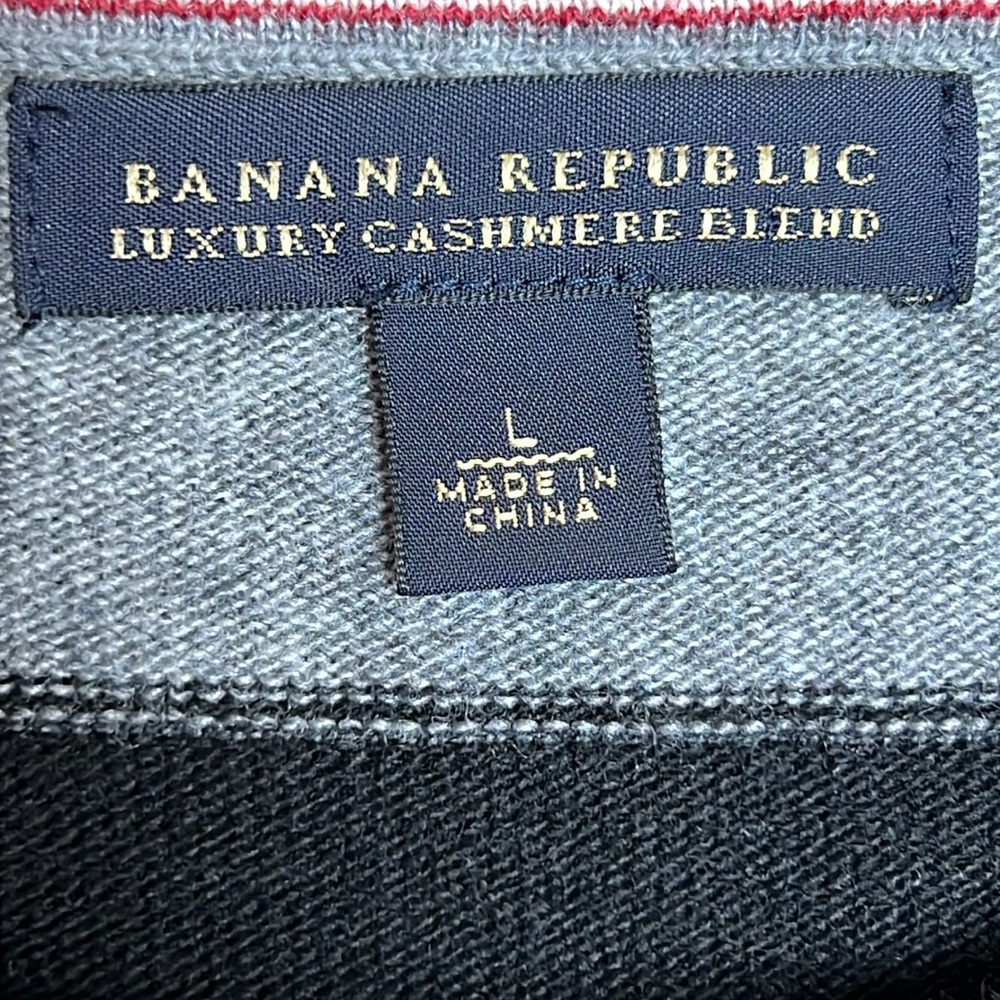 BANANA REPUBLIC
LUXURY CASHMERE BLEND
L
MADE IN
CHINA